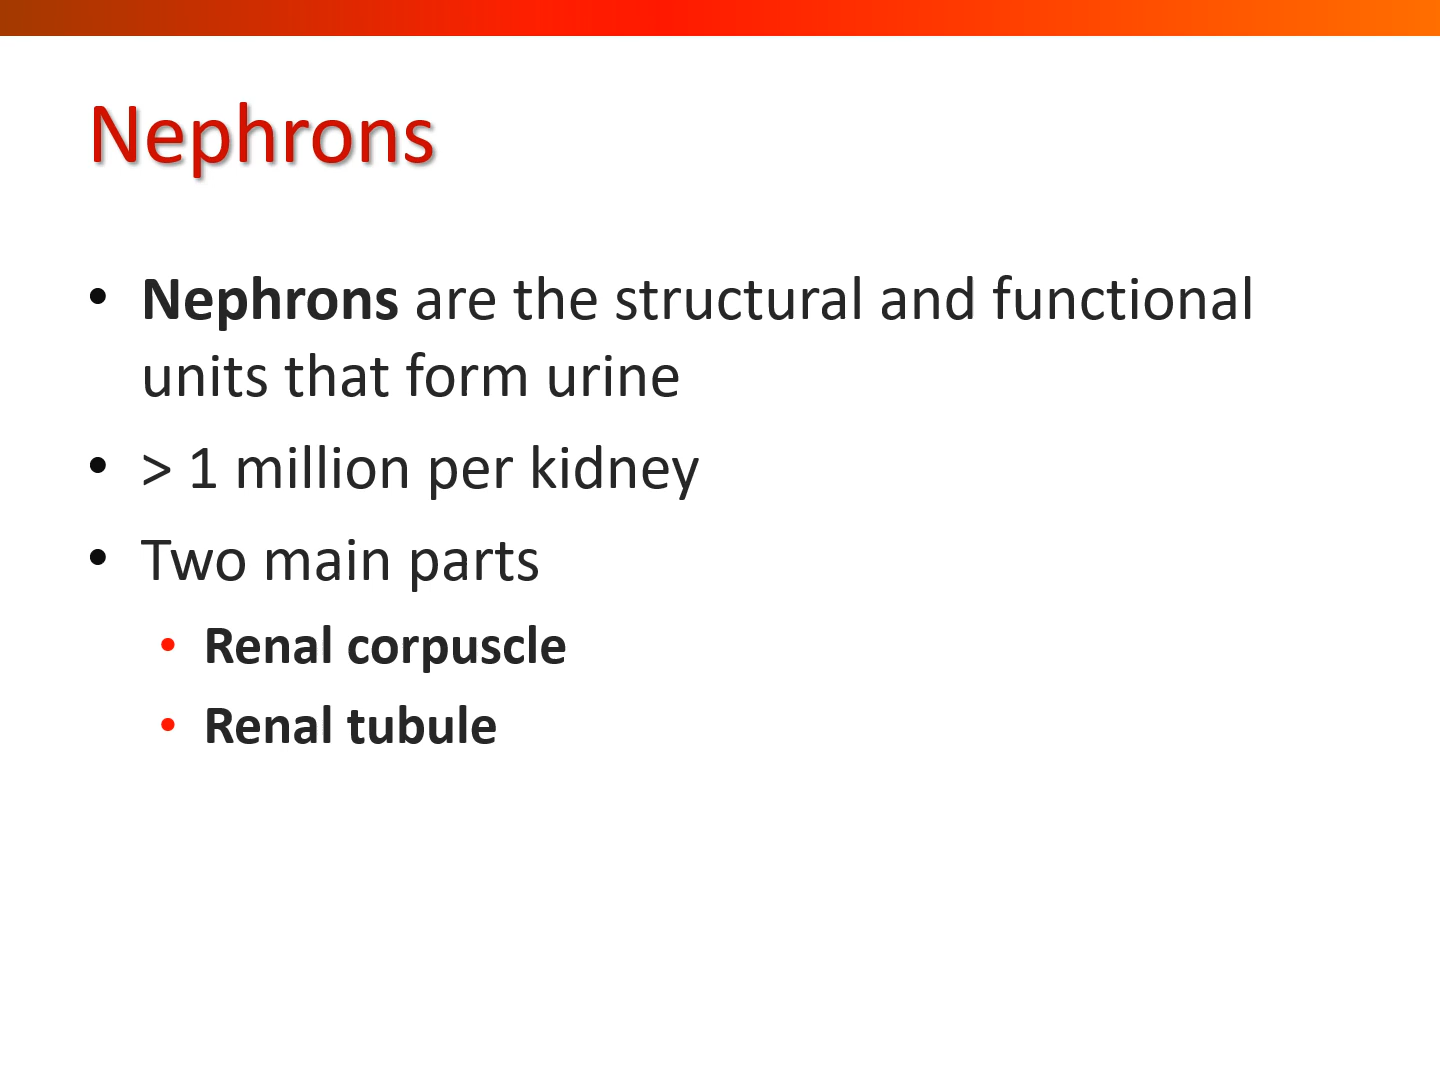 Nephrons
• Nephrons are the structural and functional
units that form urine
• > 1 million per kidney
• Two main parts
• Renal corpuscle
• Renal tubule